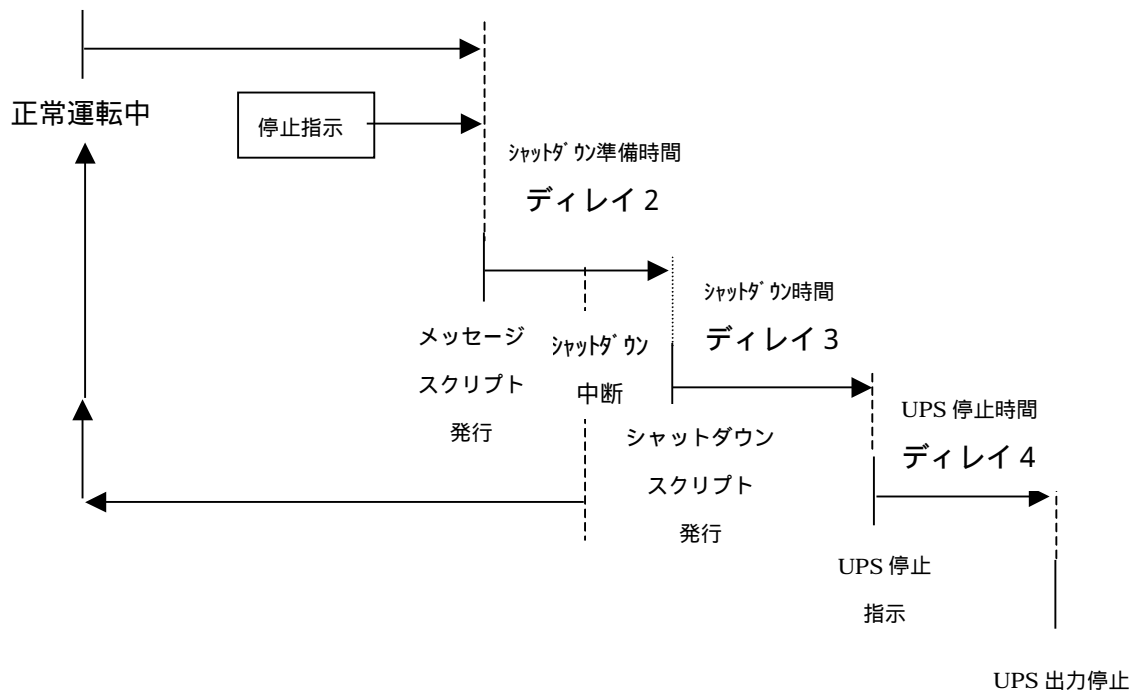 正常運転中
停止指示
ｼｬｯﾄﾀﾞｳﾝ準備時間
ディレイ 2
ｼｬｯﾄﾀﾞｳﾝ時間
ディレイ 3
メッセージ
スクリプト
発行
ｼｬｯﾄﾀﾞｳﾝ
中断
シャットダウン
スクリプト
発行
UPS 停止時間
ディレイ 4
UPS 停止
指示
UPS 出力停止